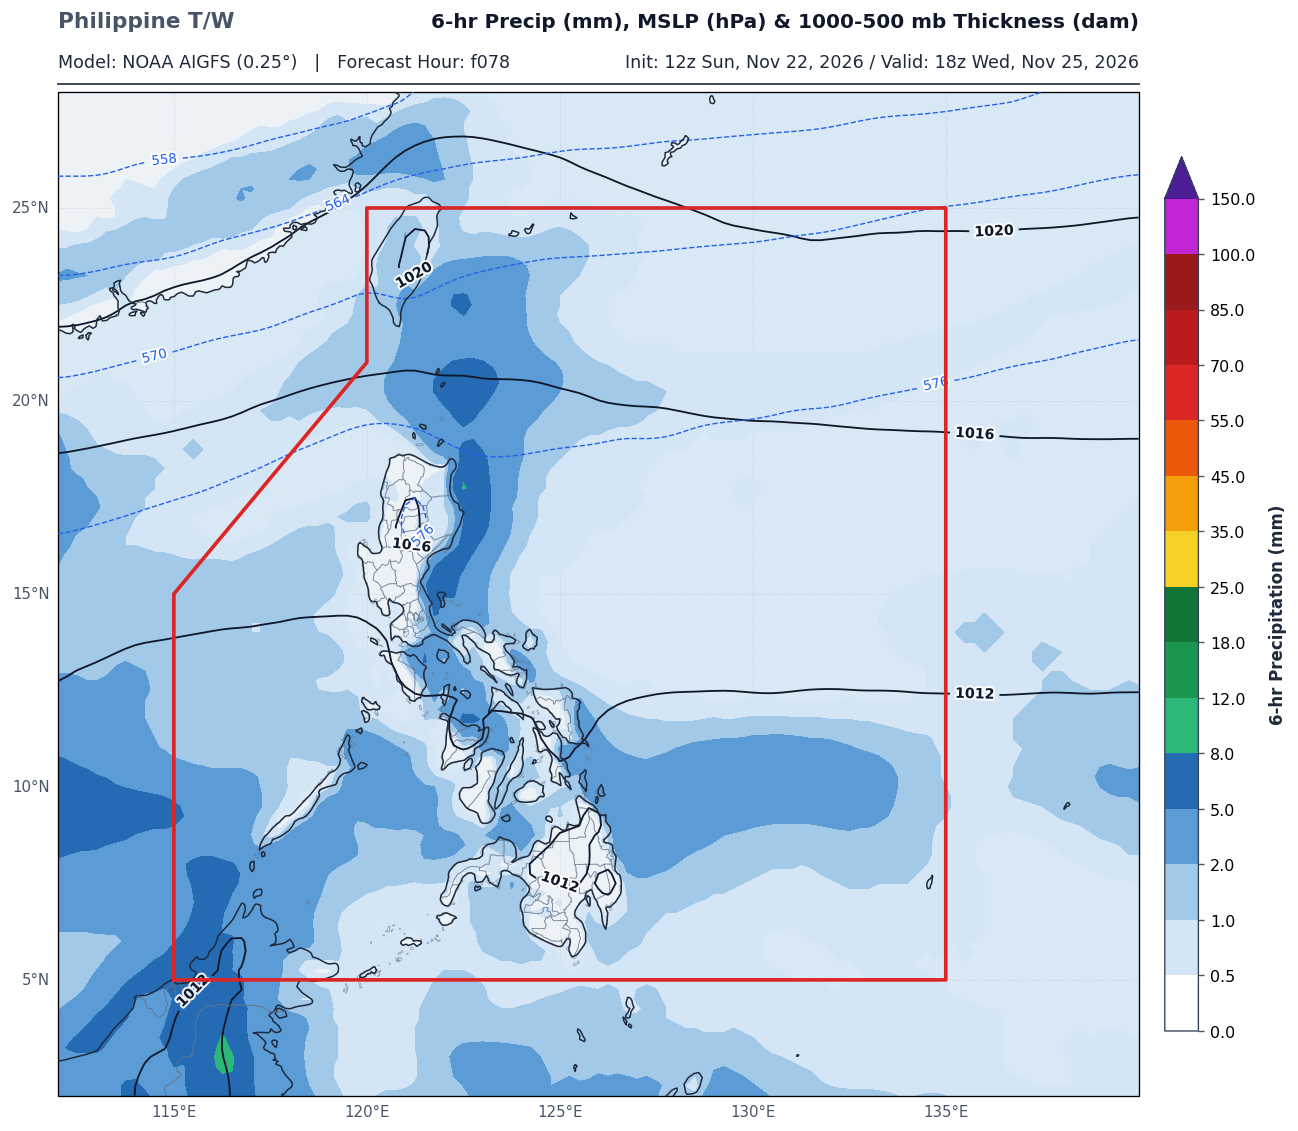 Philippine T/W
6-hr Precip (mm), MSLP (hPa) & 1000-500 mb Thickness (dam)
Model: NOAA AIGFS (0.25°) | Forecast Hour: f078
Init: 12z Sun, Nov 22, 2026 / Valid: 18z Wed, Nov 25, 2026
558
564
570
576
576
1020
1020
1016
1016
1012
1012
1012
25°N
20°N
15°N
10°N
5°N
115°E
120°E
125°E
130°E
135°E
150.0
100.0
85.0
70.0
55.0
45.0
35.0
25.0
18.0
12.0
8.0
5.0
2.0
1.0
0.5
0.0
6-hr Precipitation (mm)